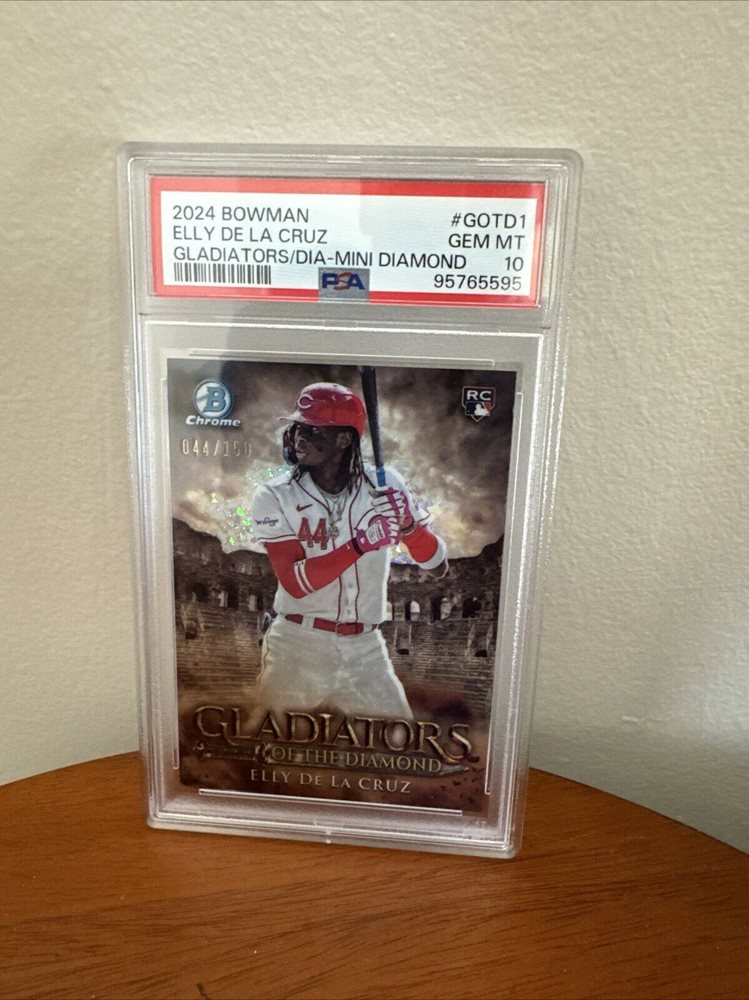 2024 BOWMAN #GOTD1
ELLY DE LA CRUZ GEM MT
GLADIATORS/DIA-MINI DIAMOND 10
PSA 95765595
B
Chrome
RC
044/150
C
44
GLADIATORS
OF THE DIAMOND
ELLY DE LA CRUZ